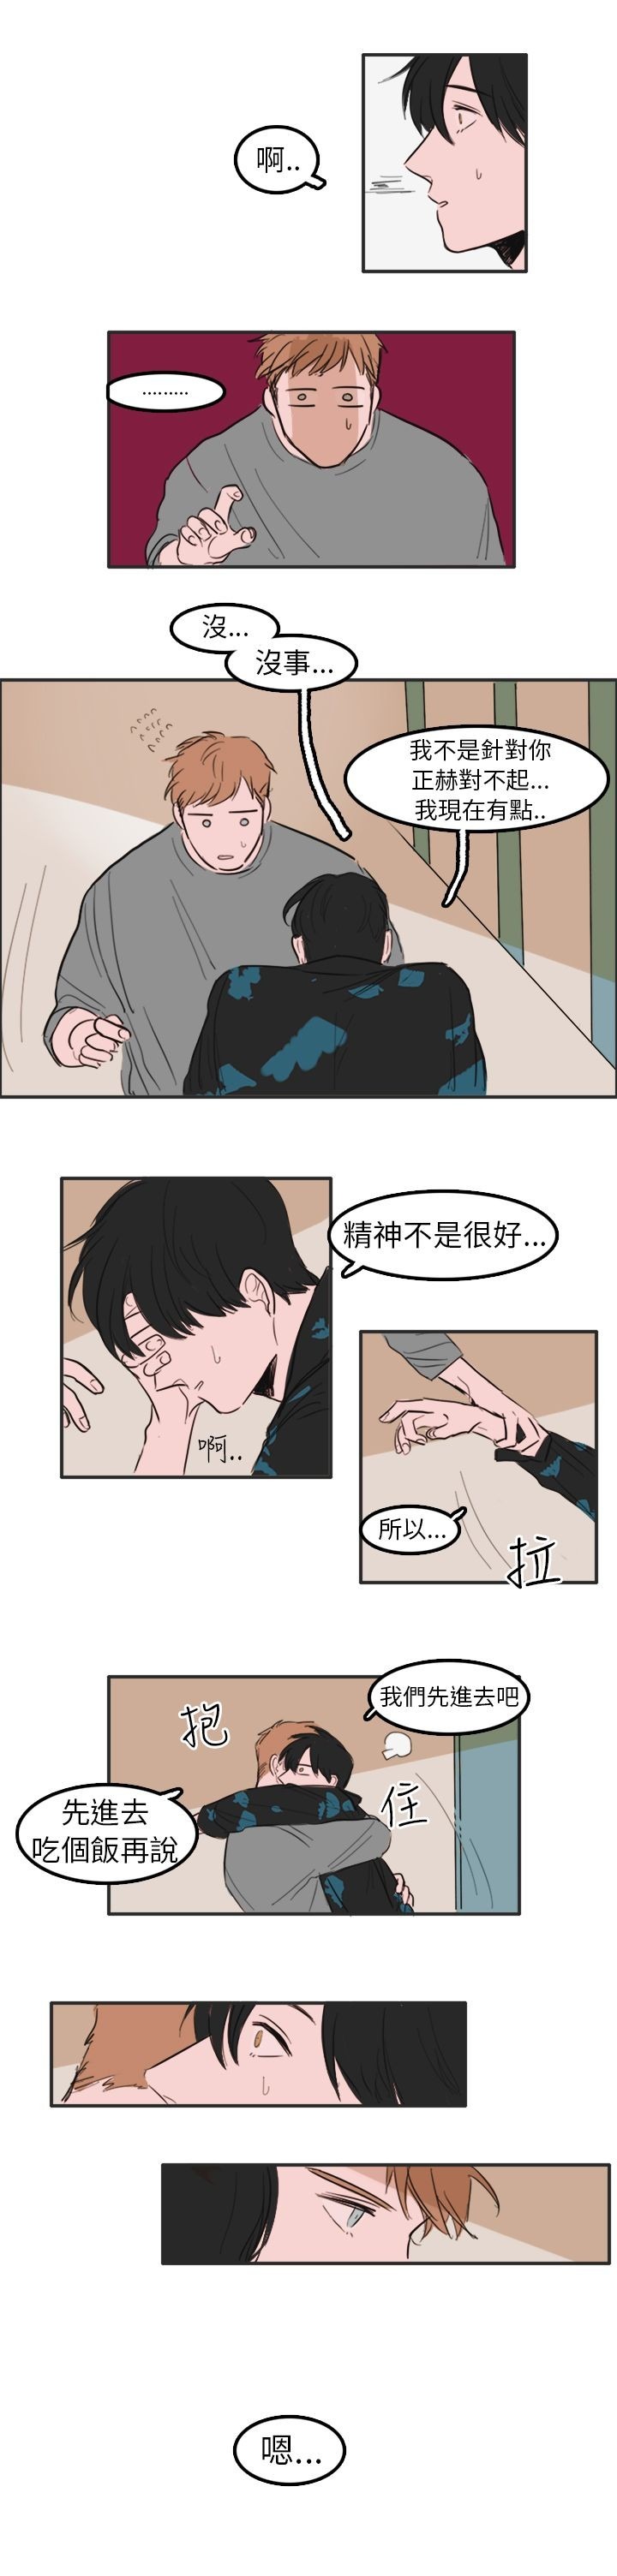 啊..
.........
沒...
沒事...
我不是針對你
正赫對不起...
我現在有點..
精神不是很好...
啊..
所以...
拉
我們先進去吧
抱
住
先進去
吃個飯再說
嗯...